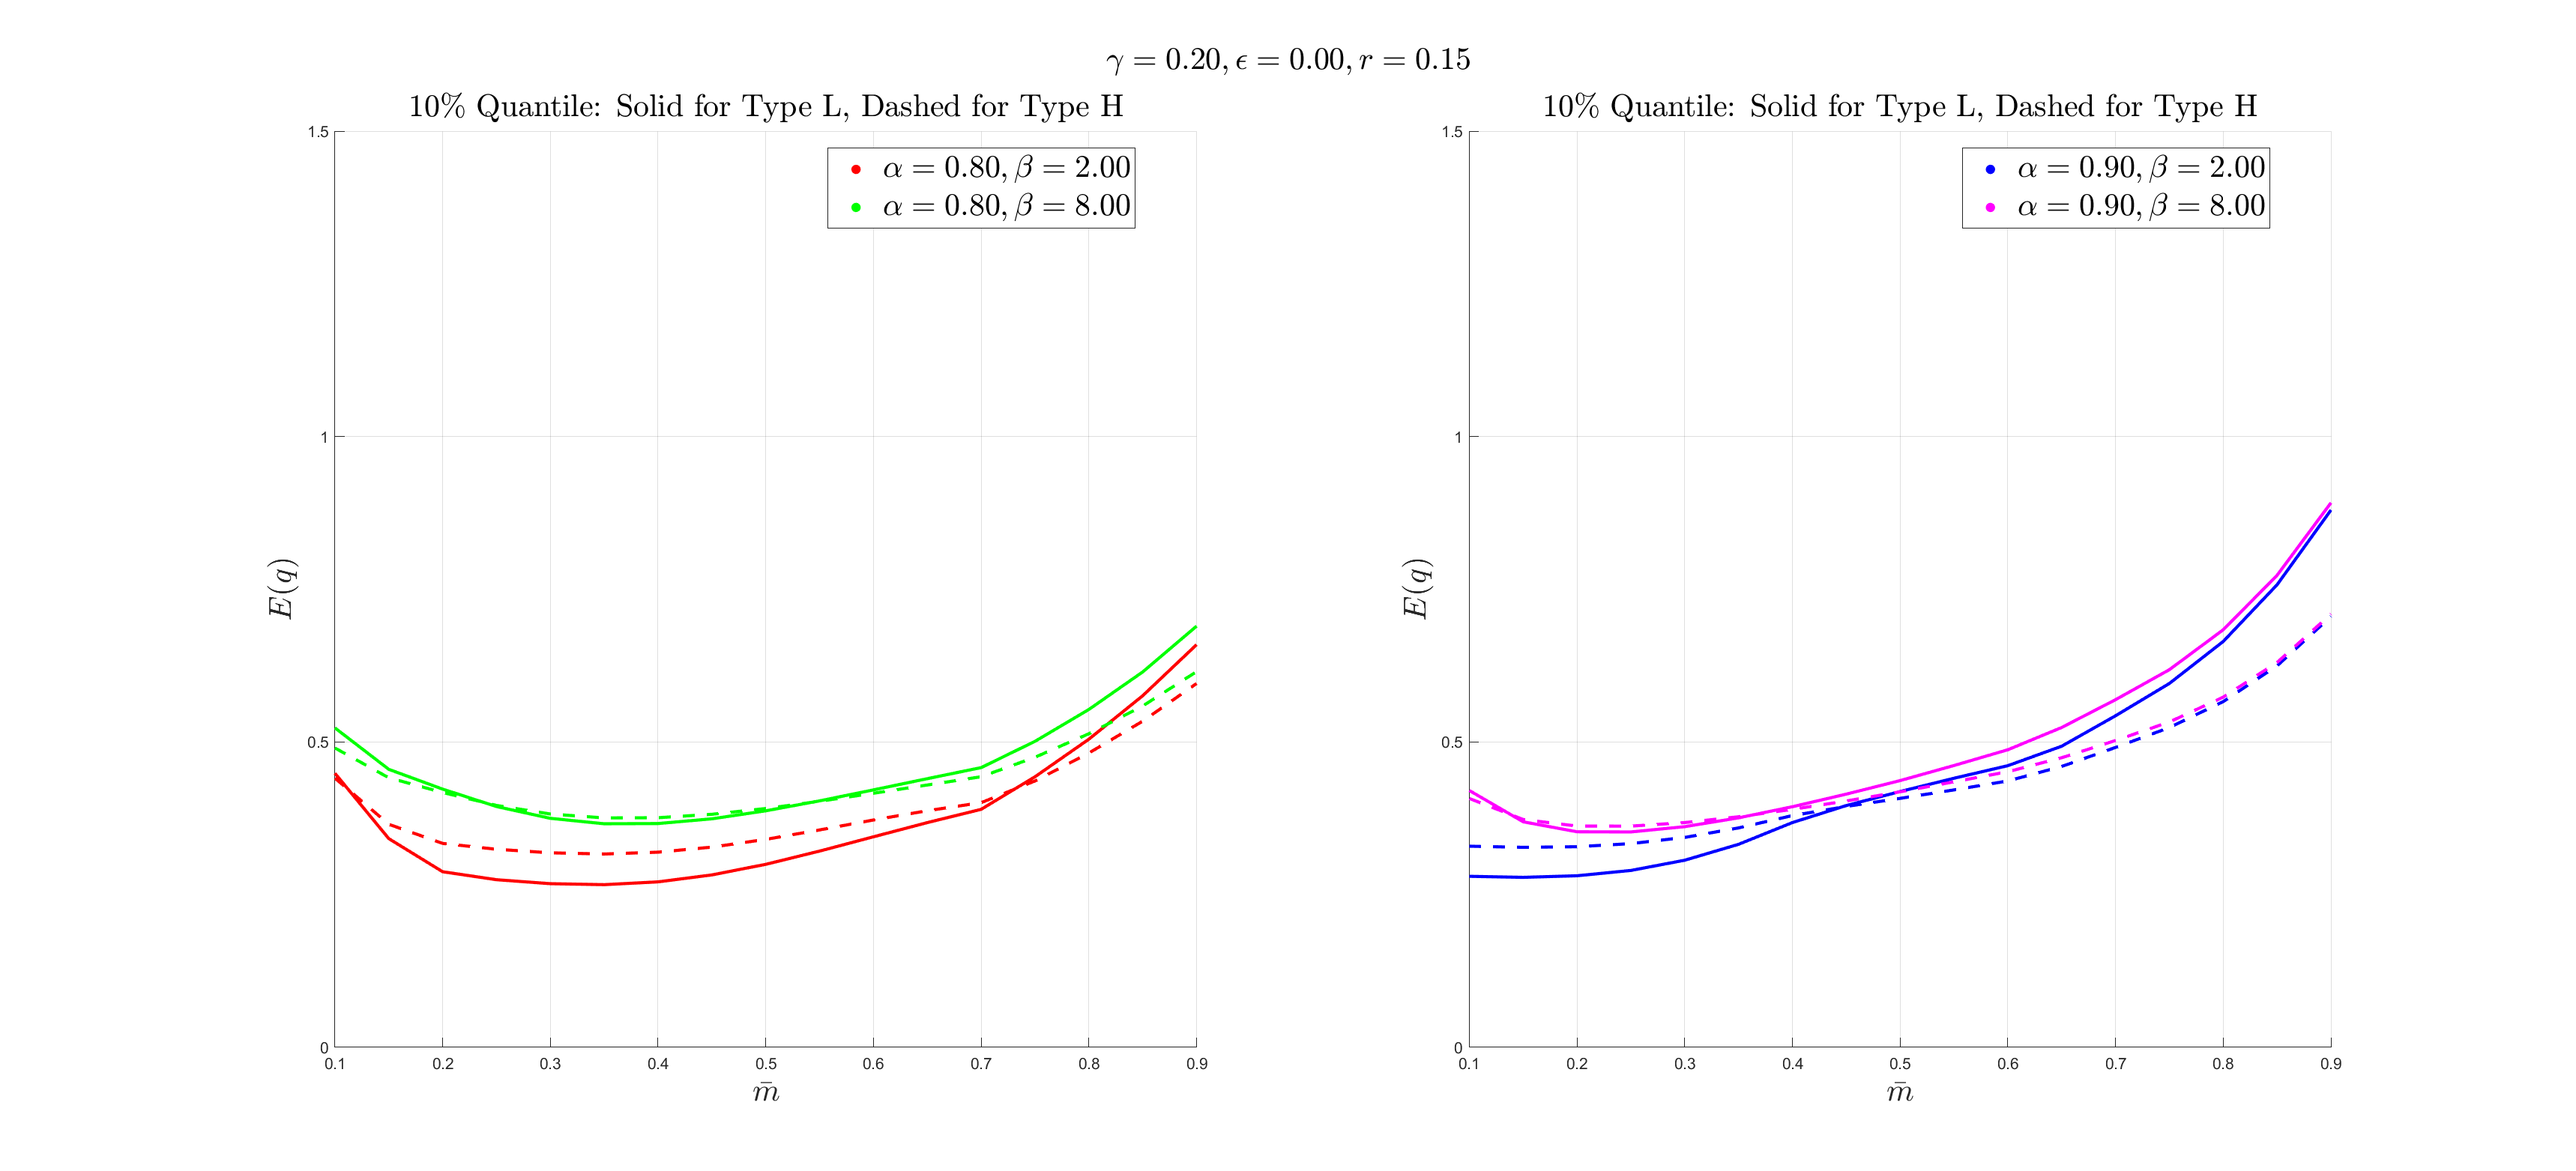 γ = 0.20, ϵ = 0.00, r = 0.15
10% Quantile: Solid for Type L, Dashed for Type H
1.5
α = 0.80, β = 2.00
α = 0.80, β = 8.00
1
E(q)
0.5
0
0.1 0.2 0.3 0.4 0.5 0.6 0.7 0.8 0.9
m̄
10% Quantile: Solid for Type L, Dashed for Type H
1.5
α = 0.90, β = 2.00
α = 0.90, β = 8.00
1
E(q)
0.5
0
0.1 0.2 0.3 0.4 0.5 0.6 0.7 0.8 0.9
m̄